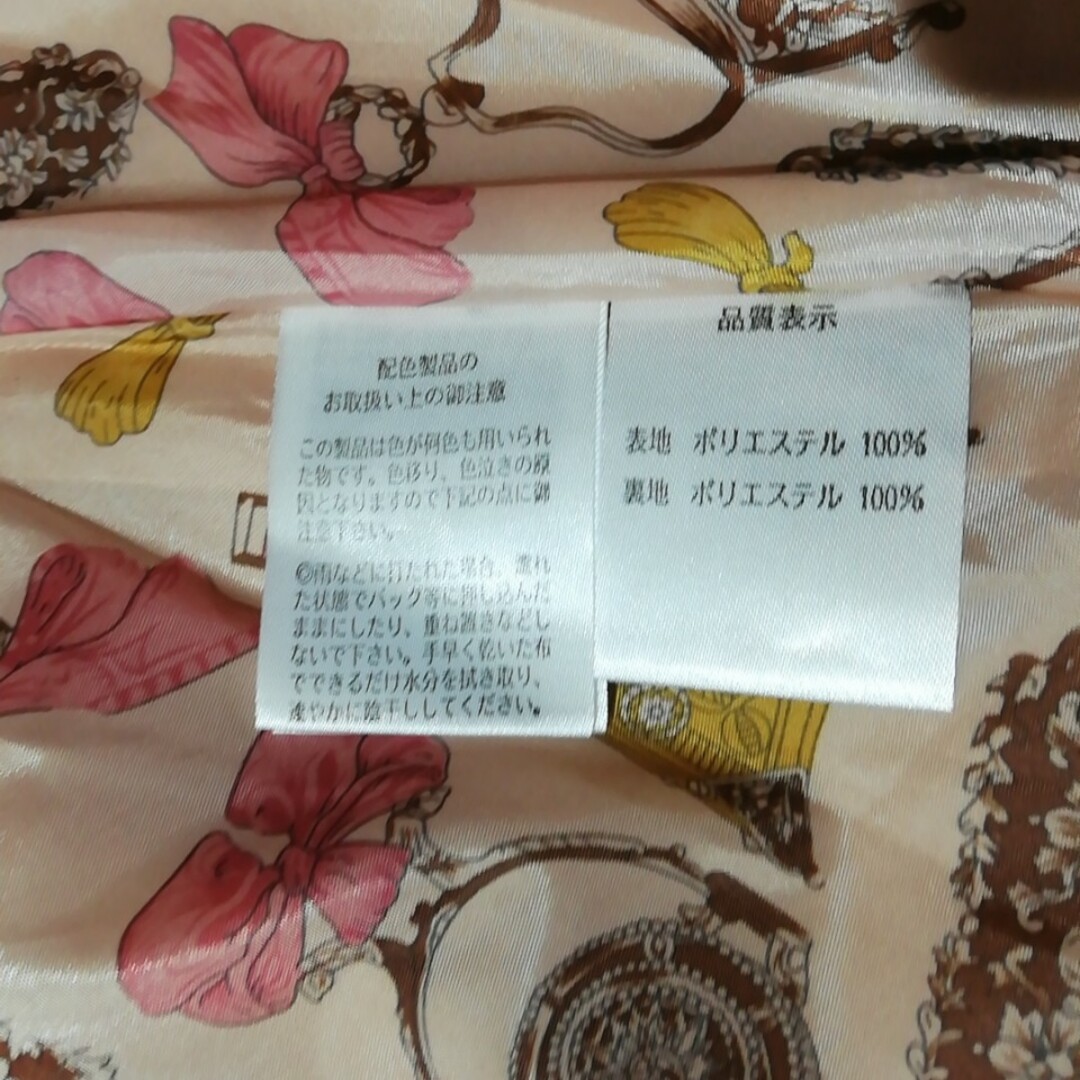 配色製品の
お取扱い上の御注意
この製品は色が何色も用いられ
た物です。色移り、色泣きの原
因となりますので下記の点に御
注意下さい。
◎雨などに打たれた場合、濡れ
た状態でバッグ等に押し込んだ
ままにしたり、重ね置きなどし
ないで下さい。手早く乾いた布
でできるだけ水分を拭き取り、
速やかに陰干ししてください。
品質表示
表地 ポリエステル 100%
裏地 ポリエステル 100%